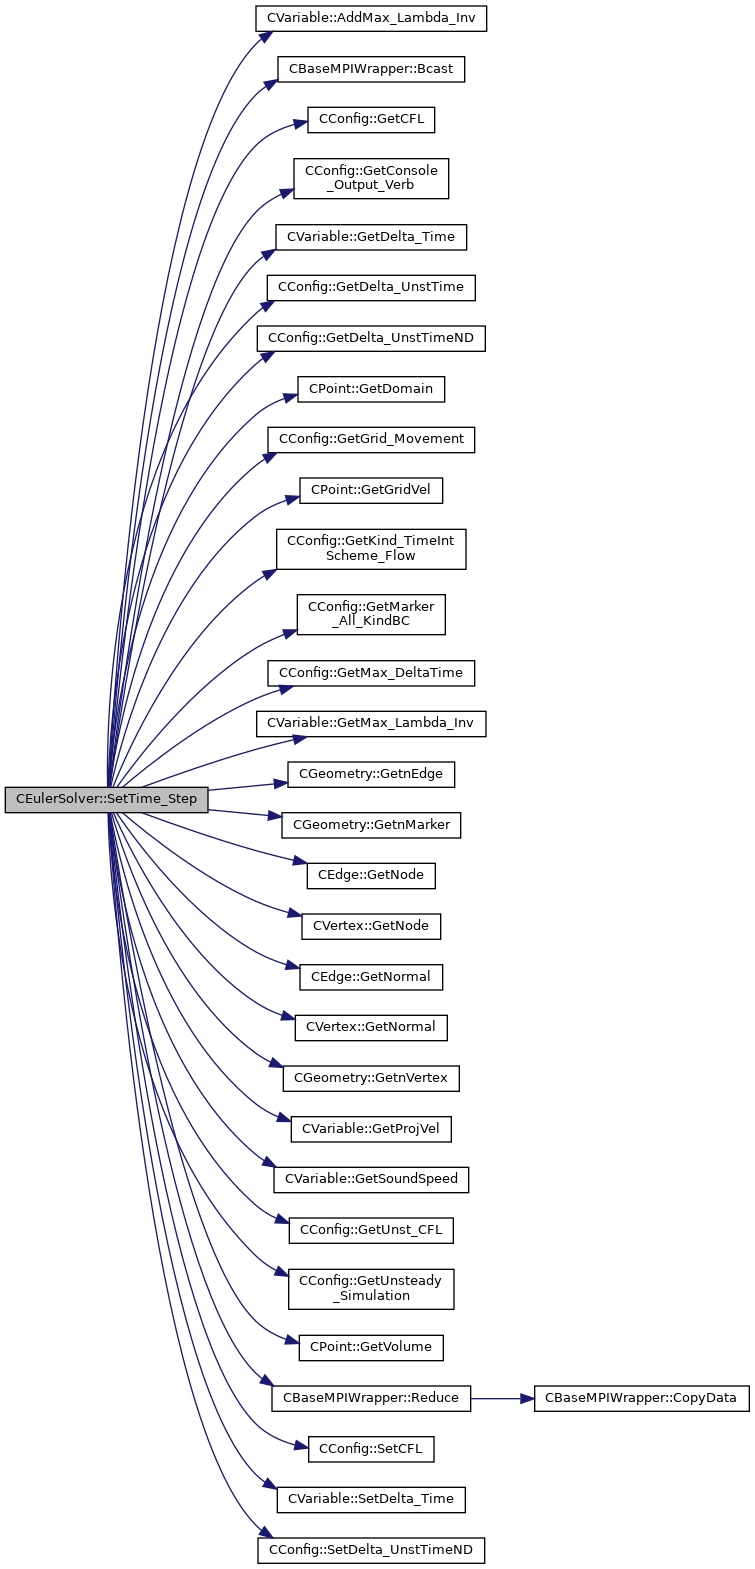 CVariable::AddMax_Lambda_Inv
CBaseMPIWrapper::Bcast
CConfig::GetCFL
CConfig::GetConsole
_Output_Verb
CVariable::GetDelta_Time
CConfig::GetDelta_UnstTime
CConfig::GetDelta_UnstTimeND
CPoint::GetDomain
CConfig::GetGrid_Movement
CPoint::GetGridVel
CConfig::GetKind_TimeInt
Scheme_Flow
CConfig::GetMarker
_All_KindBC
CConfig::GetMax_DeltaTime
CVariable::GetMax_Lambda_Inv
CGeometry::GetnEdge
CEulerSolver::SetTime_Step
CGeometry::GetnMarker
CEdge::GetNode
CVertex::GetNode
CEdge::GetNormal
CVertex::GetNormal
CGeometry::GetnVertex
CVariable::GetProjVel
CVariable::GetSoundSpeed
CConfig::GetUnst_CFL
CConfig::GetUnsteady
_Simulation
CPoint::GetVolume
CBaseMPIWrapper::Reduce
CBaseMPIWrapper::CopyData
CConfig::SetCFL
CVariable::SetDelta_Time
CConfig::SetDelta_UnstTimeND